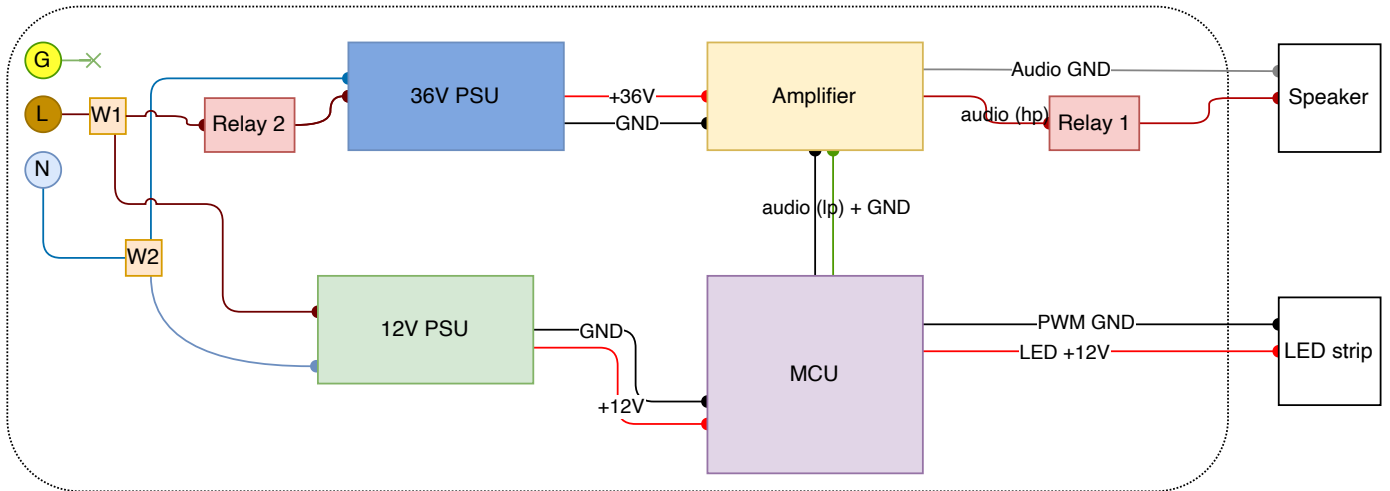 G
L
N
W1
W2
Relay 2
36V PSU
+36V
GND
Amplifier
Audio GND
audio (hp)
Relay 1
Speaker
audio (lp) + GND
12V PSU
GND
+12V
MCU
PWM GND
LED +12V
LED strip